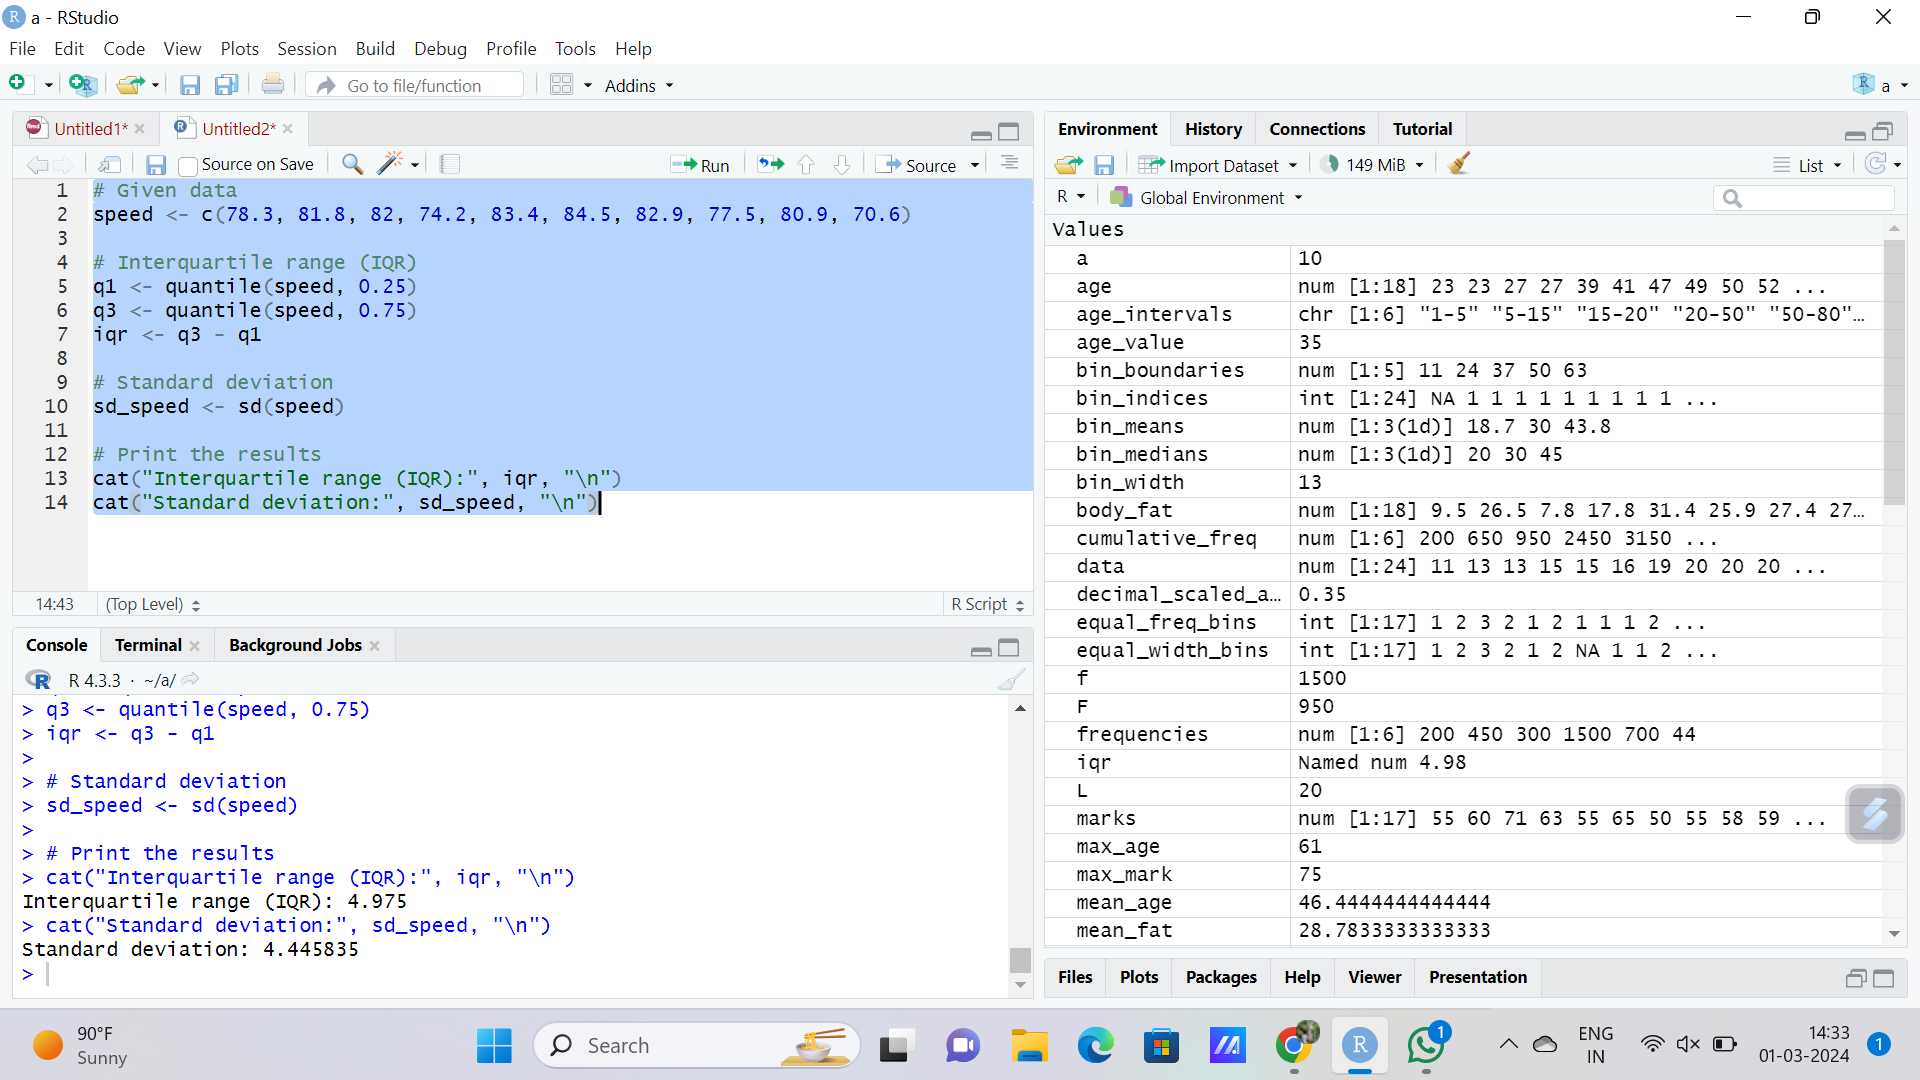 a - RStudio
File Edit Code View Plots Session Build Debug Profile Tools Help
Go to file/function Addins a
Untitled1* Untitled2*
Source on Save Run Source
1 # Given data
2 speed <- c(78.3, 81.8, 82, 74.2, 83.4, 84.5, 82.9, 77.5, 80.9, 70.6)
3
4 # Interquartile range (IQR)
5 q1 <- quantile(speed, 0.25)
6 q3 <- quantile(speed, 0.75)
7 iqr <- q3 - q1
8
9 # Standard deviation
10 sd_speed <- sd(speed)
11
12 # Print the results
13 cat("Interquartile range (IQR):", iqr, "\n")
14 cat("Standard deviation:", sd_speed, "\n")
14:43 (Top Level) R Script
Console Terminal Background Jobs
R 4.3.3 · ~/a/
> q3 <- quantile(speed, 0.75)
> iqr <- q3 - q1
>
> # Standard deviation
> sd_speed <- sd(speed)
>
> # Print the results
> cat("Interquartile range (IQR):", iqr, "\n")
Interquartile range (IQR): 4.975
> cat("Standard deviation:", sd_speed, "\n")
Standard deviation: 4.445835
>
Environment History Connections Tutorial
Import Dataset 149 MiB List
R Global Environment
Values
a 10
age num [1:18] 23 23 27 27 39 41 47 49 50 52 ...
age_intervals chr [1:6] "1-5" "5-15" "15-20" "20-50" "50-80"…
age_value 35
bin_boundaries num [1:5] 11 24 37 50 63
bin_indices int [1:24] NA 1 1 1 1 1 1 1 1 1 ...
bin_means num [1:3(1d)] 18.7 30 43.8
bin_medians num [1:3(1d)] 20 30 45
bin_width 13
body_fat num [1:18] 9.5 26.5 7.8 17.8 31.4 25.9 27.4 27…
cumulative_freq num [1:6] 200 650 950 2450 3150 ...
data num [1:24] 11 13 13 15 15 16 19 20 20 20 ...
decimal_scaled_a… 0.35
equal_freq_bins int [1:17] 1 2 3 2 1 2 1 1 1 2 ...
equal_width_bins int [1:17] 1 2 3 2 1 2 NA 1 1 2 ...
f 1500
F 950
frequencies num [1:6] 200 450 300 1500 700 44
iqr Named num 4.98
L 20
marks num [1:17] 55 60 71 63 55 65 50 55 58 59 ...
max_age 61
max_mark 75
mean_age 46.4444444444444
mean_fat 28.7833333333333
Files Plots Packages Help Viewer Presentation
90°F
Sunny
Search
1
ENG
IN
14:33
01-03-2024
1